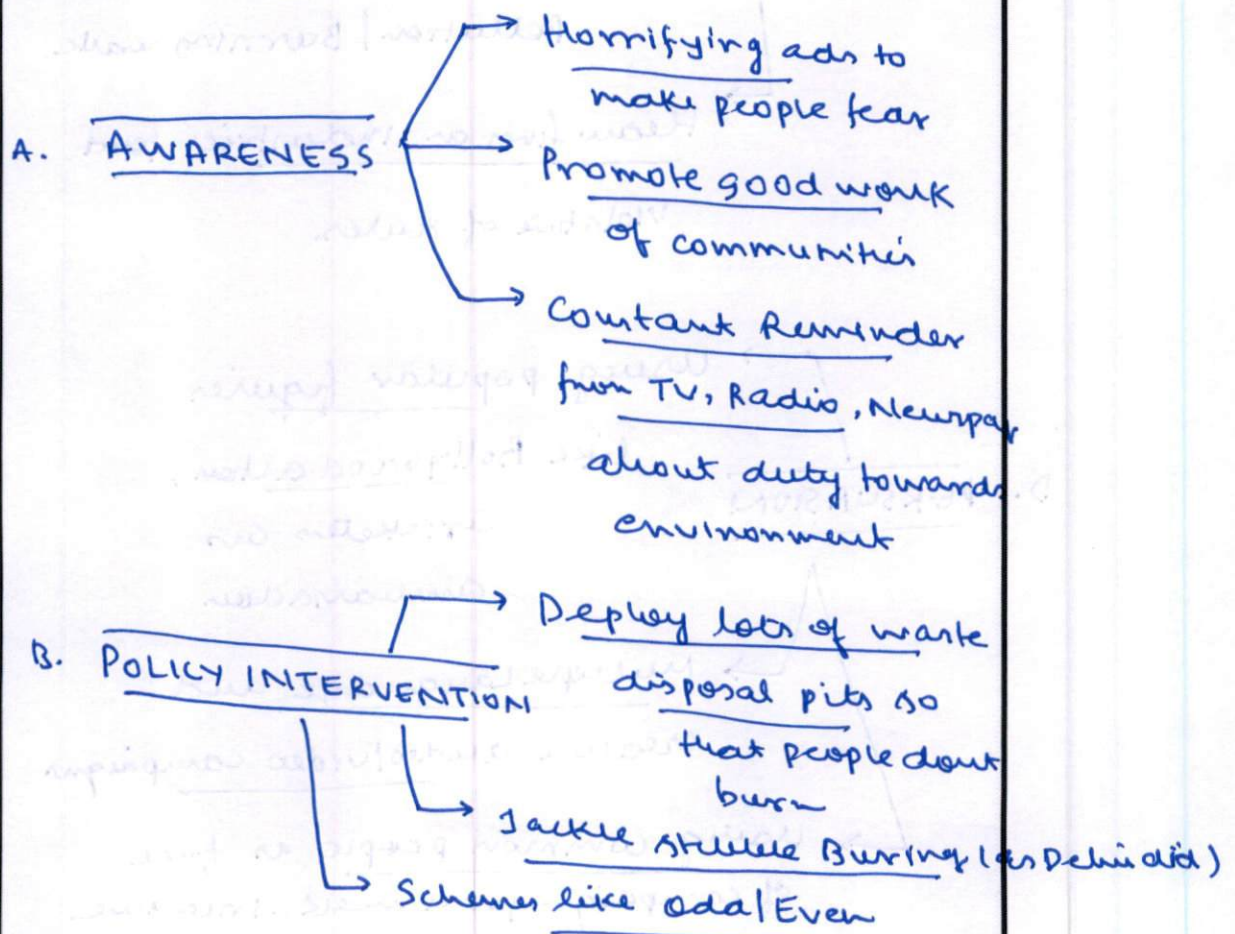 Horrifying ads to
make people fear
A. AWARENESS
Promote good work
of communities
Constant Reminder
from TV, Radio, Newspap
about duty towards
environment
Deploy lots of waste
B. POLICY INTERVENTION
disposal pits so
that people dont
burn
Tackle stubble Buring (as Delhi did)
Schemes like odd/Even